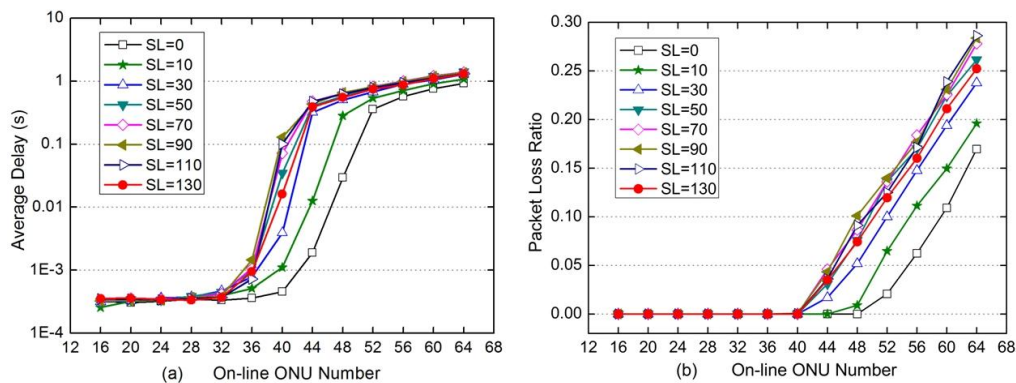 10
1
0.1
0.01
1E-3
1E-4
Average Delay (s)
SL=0
SL=10
SL=30
SL=50
SL=70
SL=90
SL=110
SL=130
12 16 20 24 28 32 36 40 44 48 52 56 60 64 68
(a) On-line ONU Number
0.30
0.25
0.20
0.15
0.10
0.05
0.00
Packet Loss Ratio
SL=0
SL=10
SL=30
SL=50
SL=70
SL=90
SL=110
SL=130
12 16 20 24 28 32 36 40 44 48 52 56 60 64 68
(b) On-line ONU Number